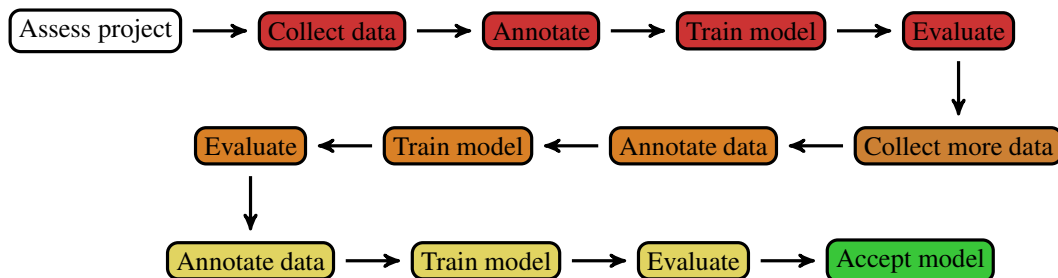 Assess project
Collect data
Annotate
Train model
Evaluate
Collect more data
Annotate data
Train model
Evaluate
Annotate data
Train model
Evaluate
Accept model